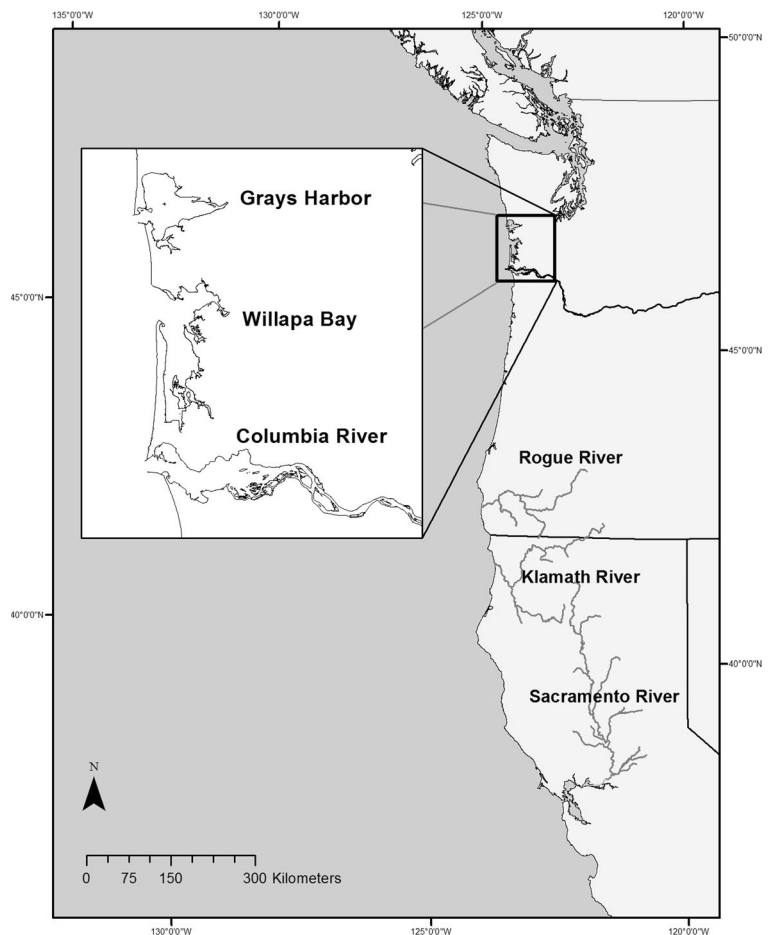 135°0'0"W 130°0'0"W 125°0'0"W 120°0'0"W
50°0'0"N
Grays Harbor
45°0'0"N
Willapa Bay
45°0'0"N
Columbia River
Rogue River
Klamath River
40°0'0"N
40°0'0"N
Sacramento River
N
0 75 150 300 Kilometers
130°0'0"W 125°0'0"W 120°0'0"W